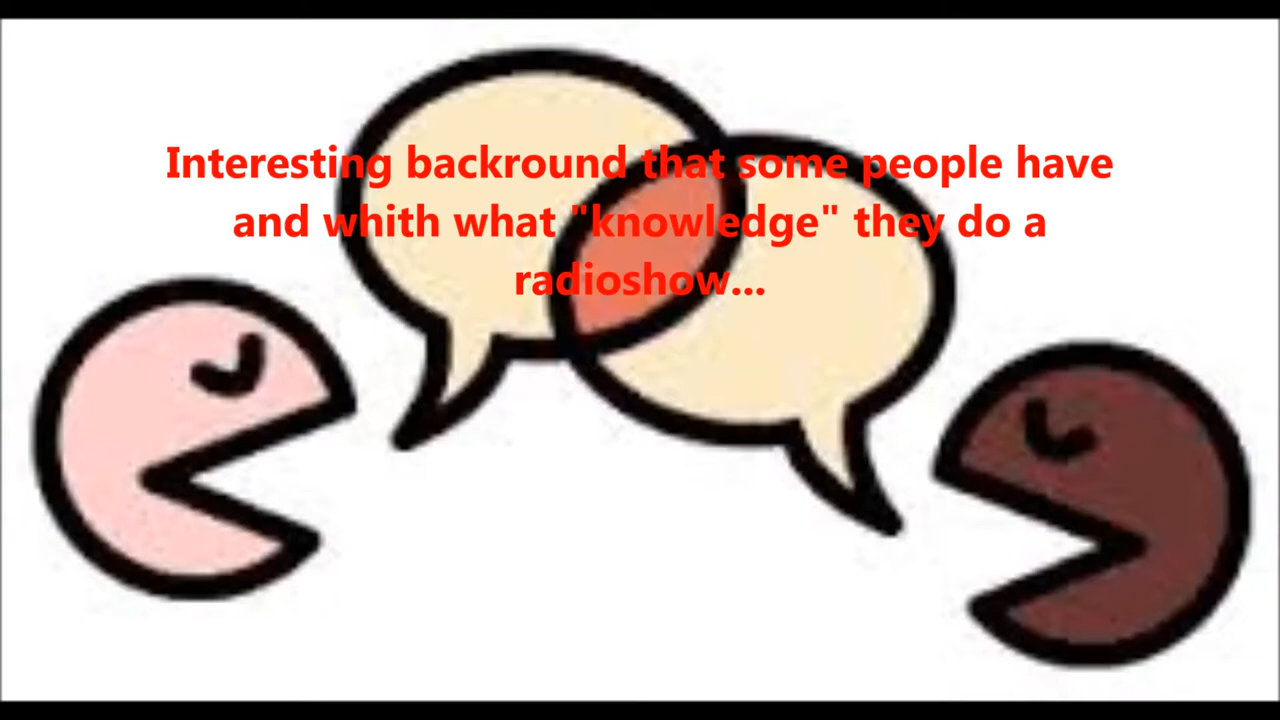 Interesting backround that some people have
and whith what "knowledge" they do a
radioshow...